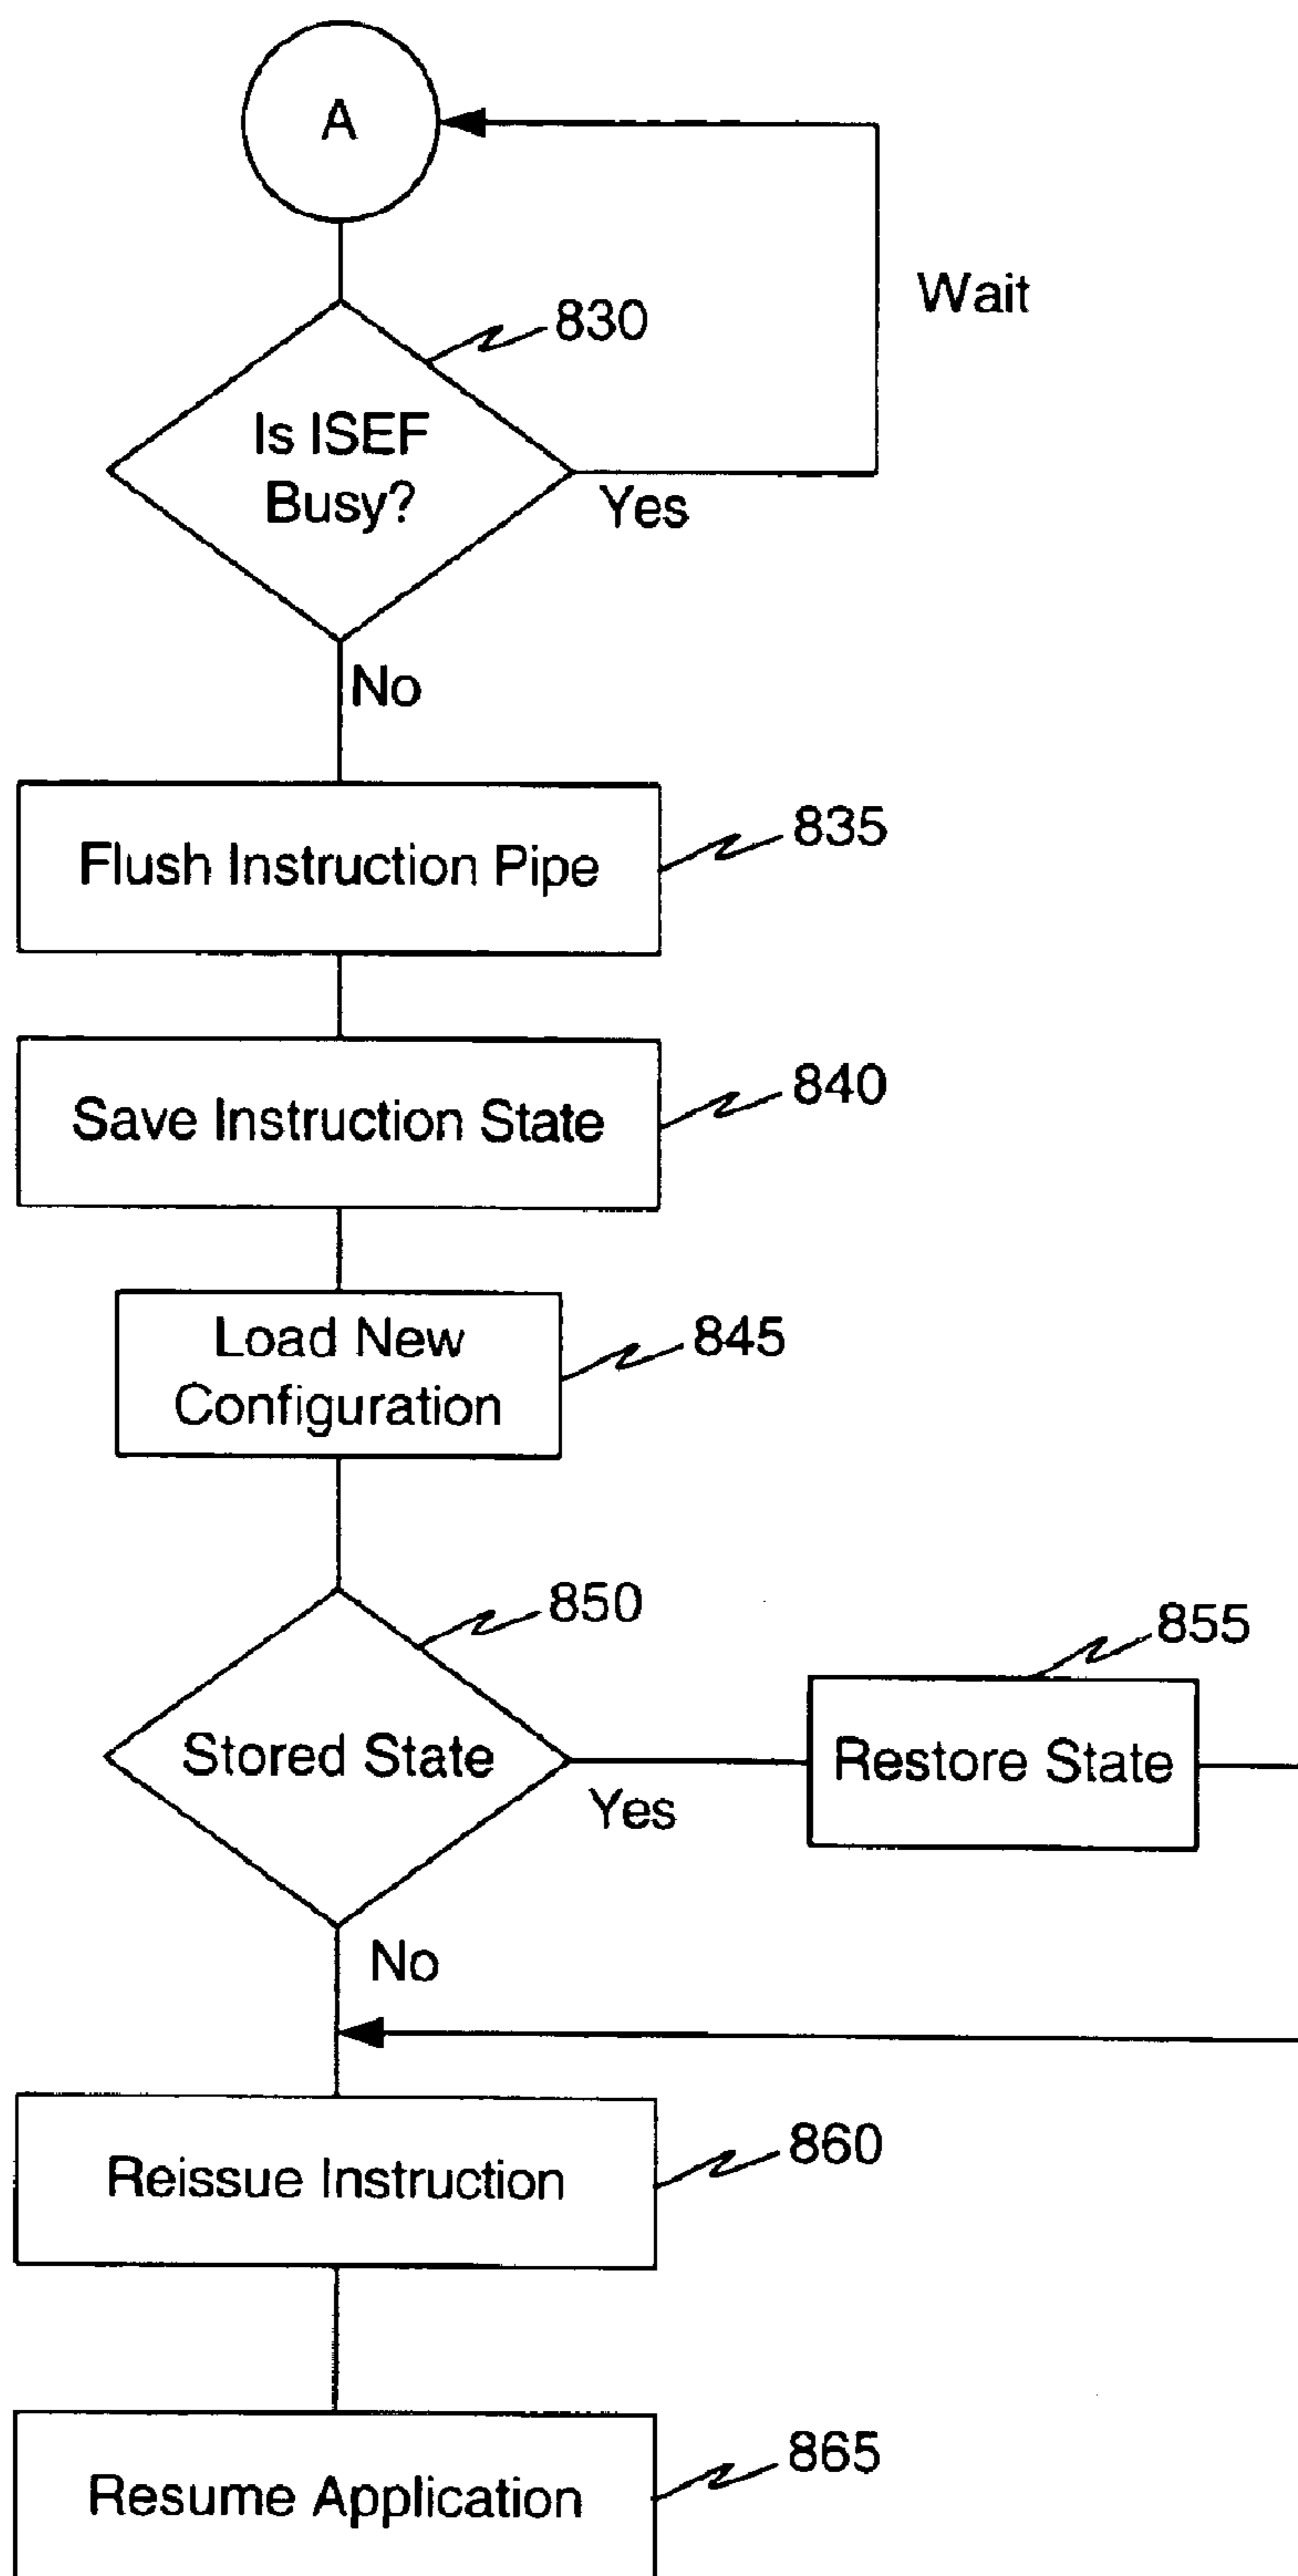 A
Wait
830
Is ISEF
Busy?
Yes
No
835
Flush Instruction Pipe
840
Save Instruction State
845
Load New
Configuration
850
855
Stored State
Restore State
Yes
No
860
Reissue Instruction
865
Resume Application